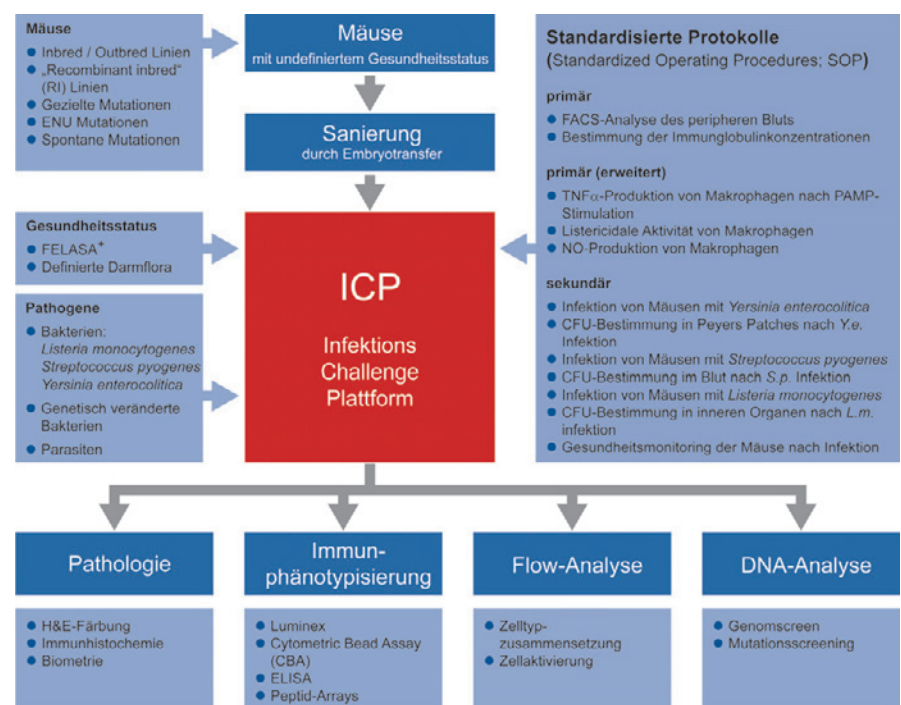 Mäuse
Inbred / Outbred Linien
„Recombinant inbred“
(RI) Linien
Gezielte Mutationen
ENU Mutationen
Spontane Mutationen
Mäuse
mit undefiniertem Gesundheitsstatus
Sanierung
durch Embryotransfer
Gesundheitsstatus
FELASA*
Definierte Darmflora
Pathogene
Bakterien:
Listeria monocytogenes
Streptococcus pyogenes
Yersinia enterocolitica
Genetisch veränderte
Bakterien
Parasiten
ICP
Infektions
Challenge
Plattform
Standardisierte Protokolle
(Standardized Operating Procedures; SOP)
primär
FACS-Analyse des peripheren Bluts
Bestimmung der Immunglobulinkonzentrationen
primär (erweitert)
TNFα-Produktion von Makrophagen nach PAMP-
Stimulation
Listericidale Aktivität von Makrophagen
NO-Produktion von Makrophagen
sekundär
Infektion von Mäusen mit Yersinia enterocolitica
CFU-Bestimmung in Peyers Patches nach Y.e.
Infektion
Infektion von Mäusen mit Streptococcus pyogenes
CFU-Bestimmung im Blut nach S.p. Infektion
Infektion von Mäusen mit Listeria monocytogenes
CFU-Bestimmung in inneren Organen nach L.m.
infektion
Gesundheitsmonitoring der Mäuse nach Infektion
Pathologie
H&E-Färbung
Immunhistochemie
Biometrie
Immun-
phänotypisierung
Luminex
Cytometric Bead Assay
(CBA)
ELISA
Peptid-Arrays
Flow-Analyse
Zelltyp-
zusammensetzung
Zellaktivierung
DNA-Analyse
Genomscreen
Mutationsscreening